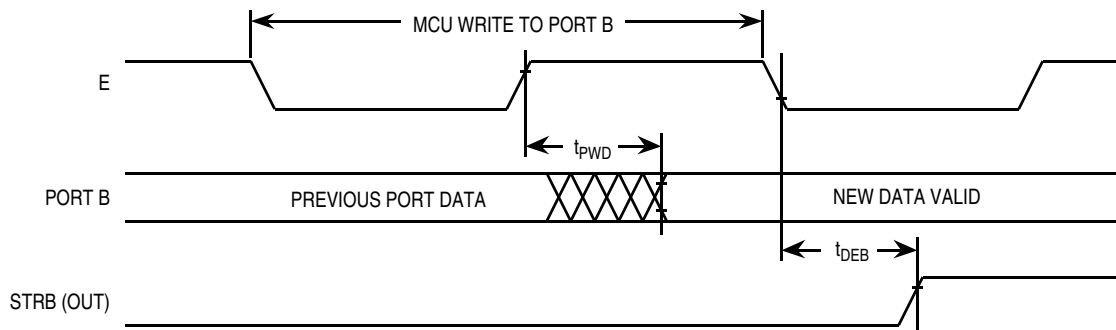 MCU WRITE TO PORT B
E
tPWD
PORT B
PREVIOUS PORT DATA
NEW DATA VALID
tDEB
STRB (OUT)